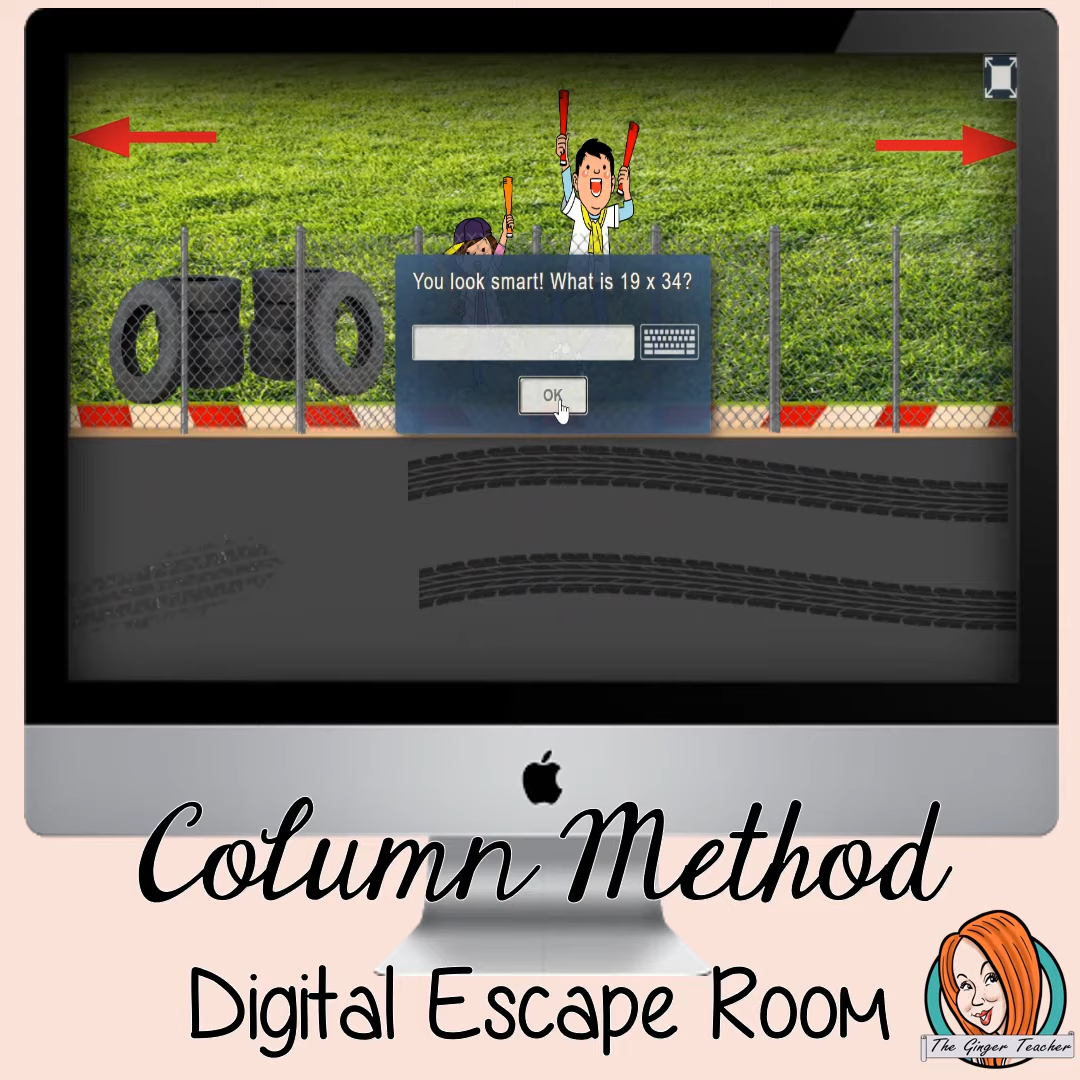 You look smart! What is 19 x 34?
OK
Column Method
Digital Escape Room
The Ginger Teacher